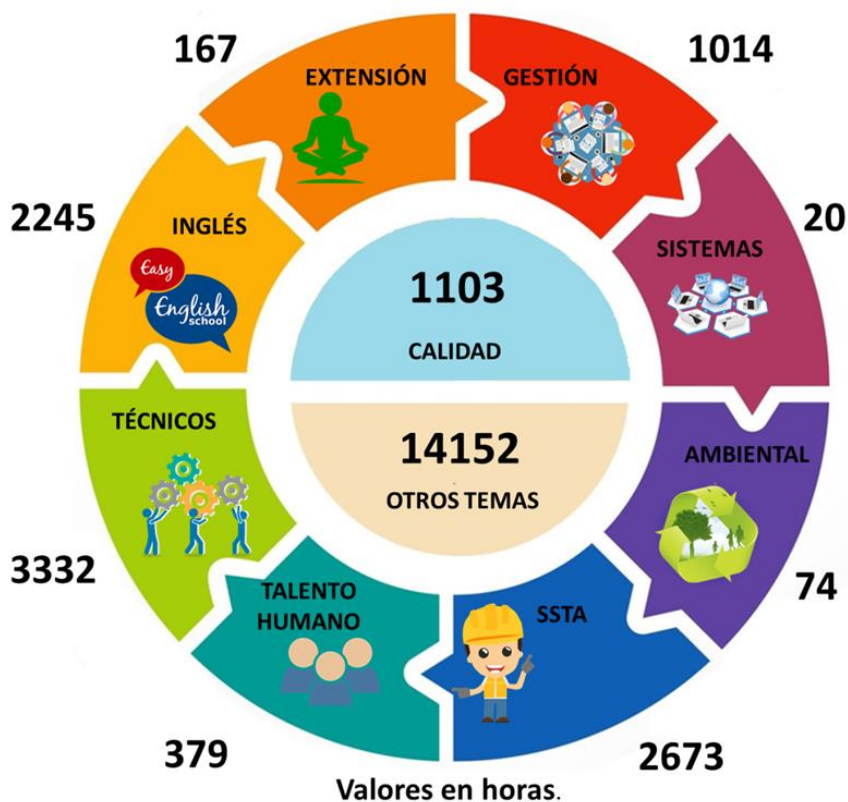 167
1014
EXTENSIÓN
GESTIÓN
2245
INGLÉS
Easy
English
school
SISTEMAS
20
1103
CALIDAD
14152
OTROS TEMAS
TÉCNICOS
AMBIENTAL
3332
74
TALENTO
HUMANO
SSTA
379
2673
Valores en horas.